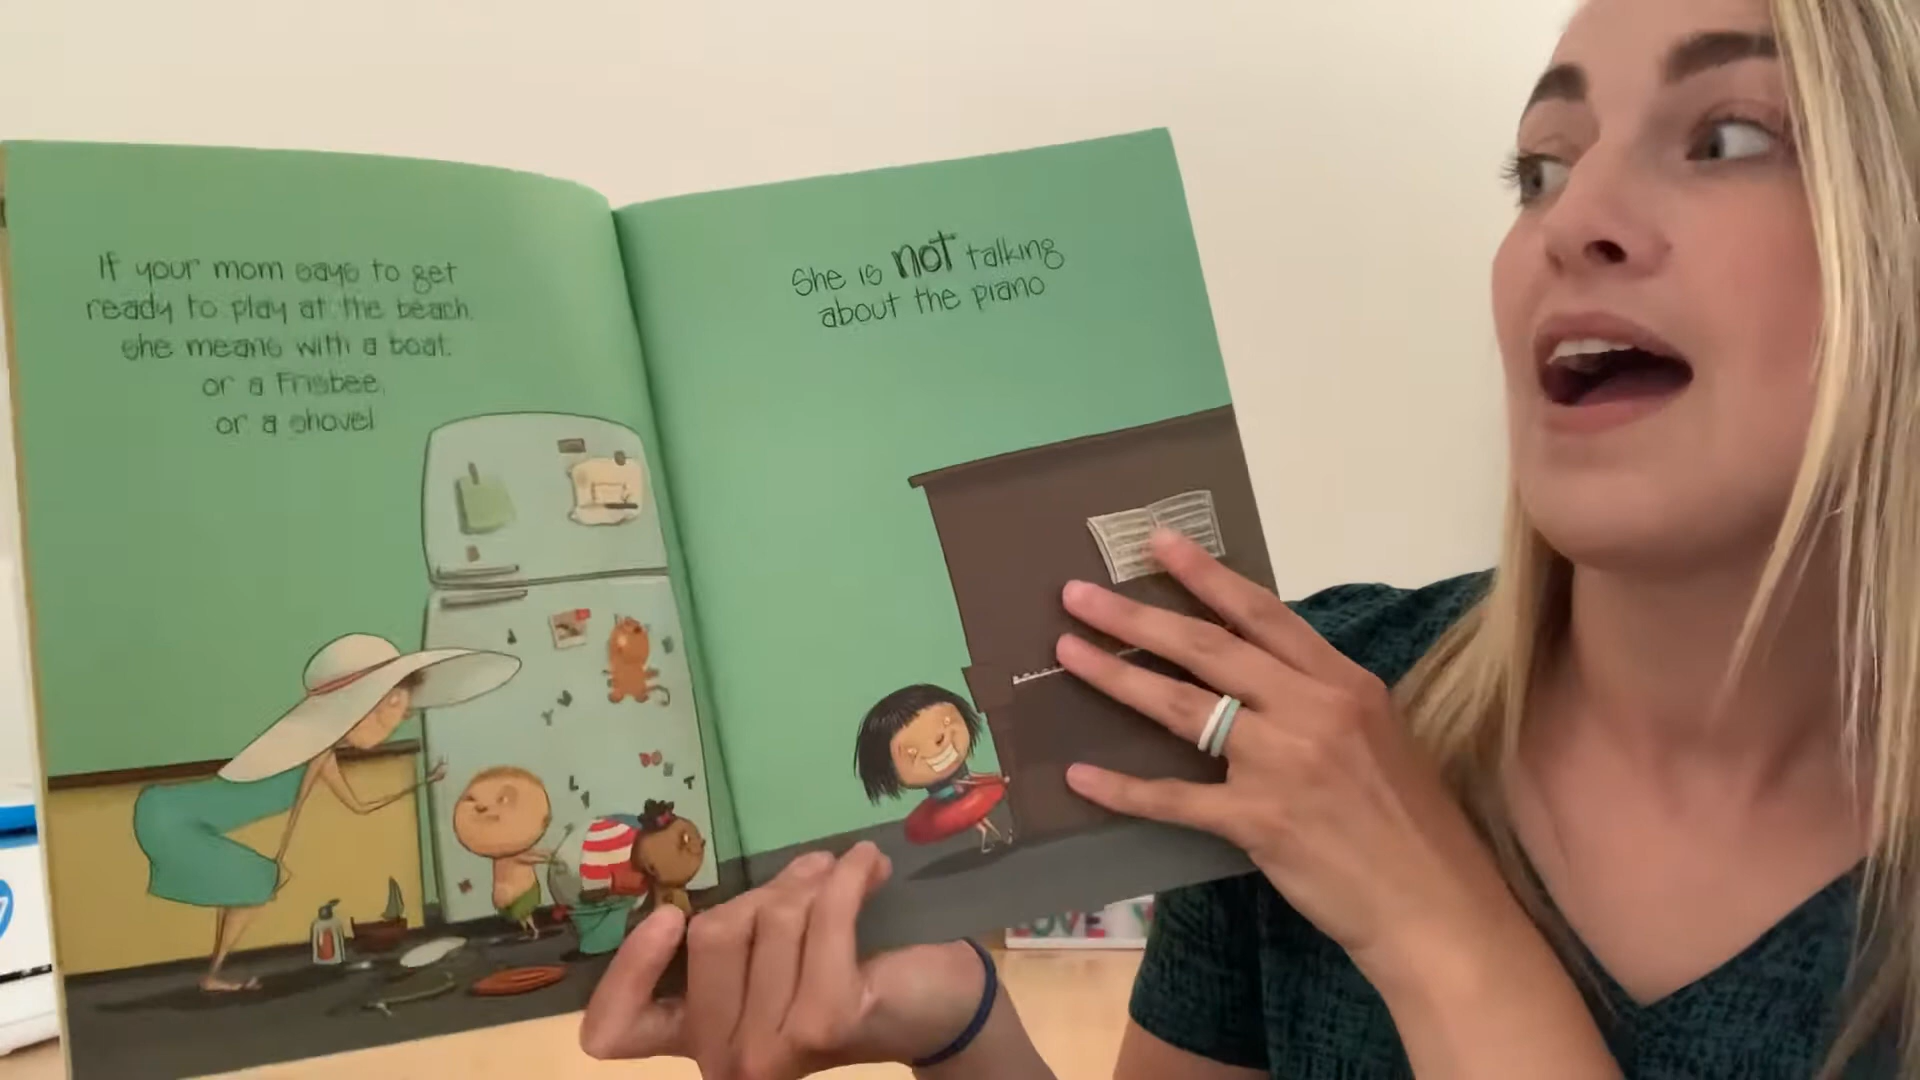 If your mom says to get
ready to play at the beach,
she means with a boat.
or a Frisbee,
or a shovel
She is not talking
about the piano
LOVE